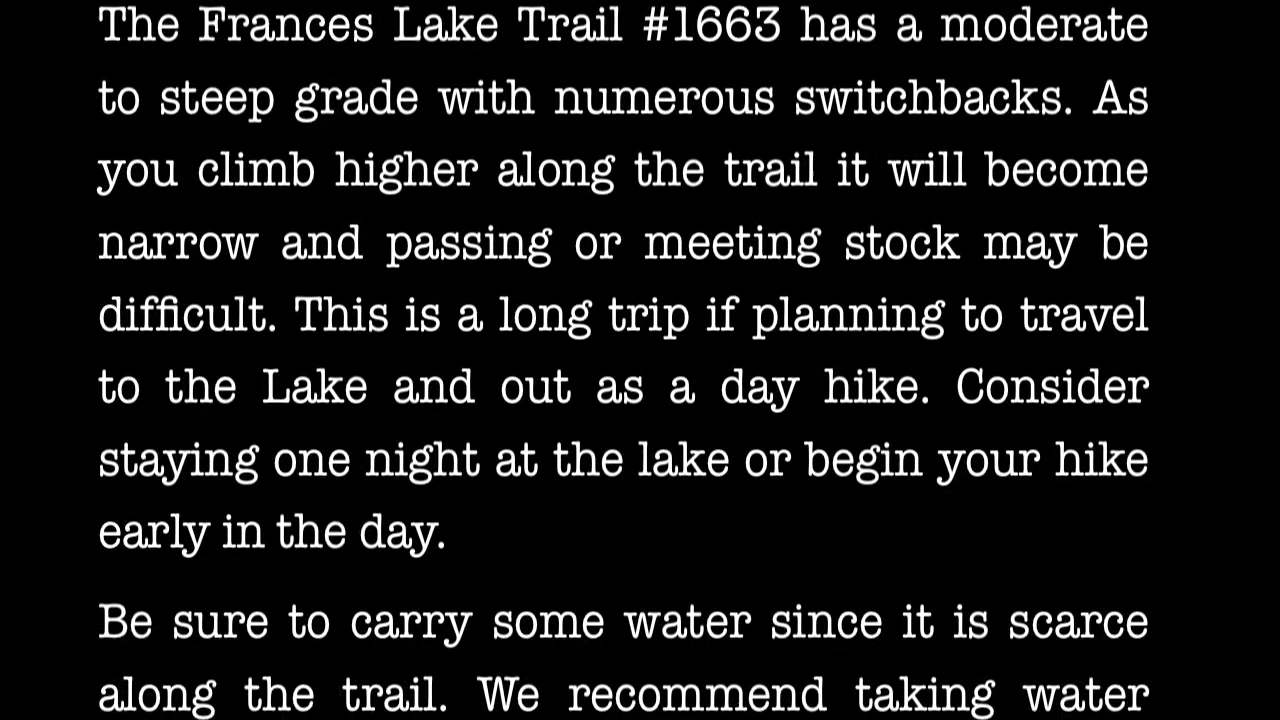 The Frances Lake Trail #1663 has a moderate
to steep grade with numerous switchbacks. As
you climb higher along the trail it will become
narrow and passing or meeting stock may be
difficult. This is a long trip if planning to travel
to the Lake and out as a day hike. Consider
staying one night at the lake or begin your hike
early in the day.
Be sure to carry some water since it is scarce
along the trail. We recommend taking water